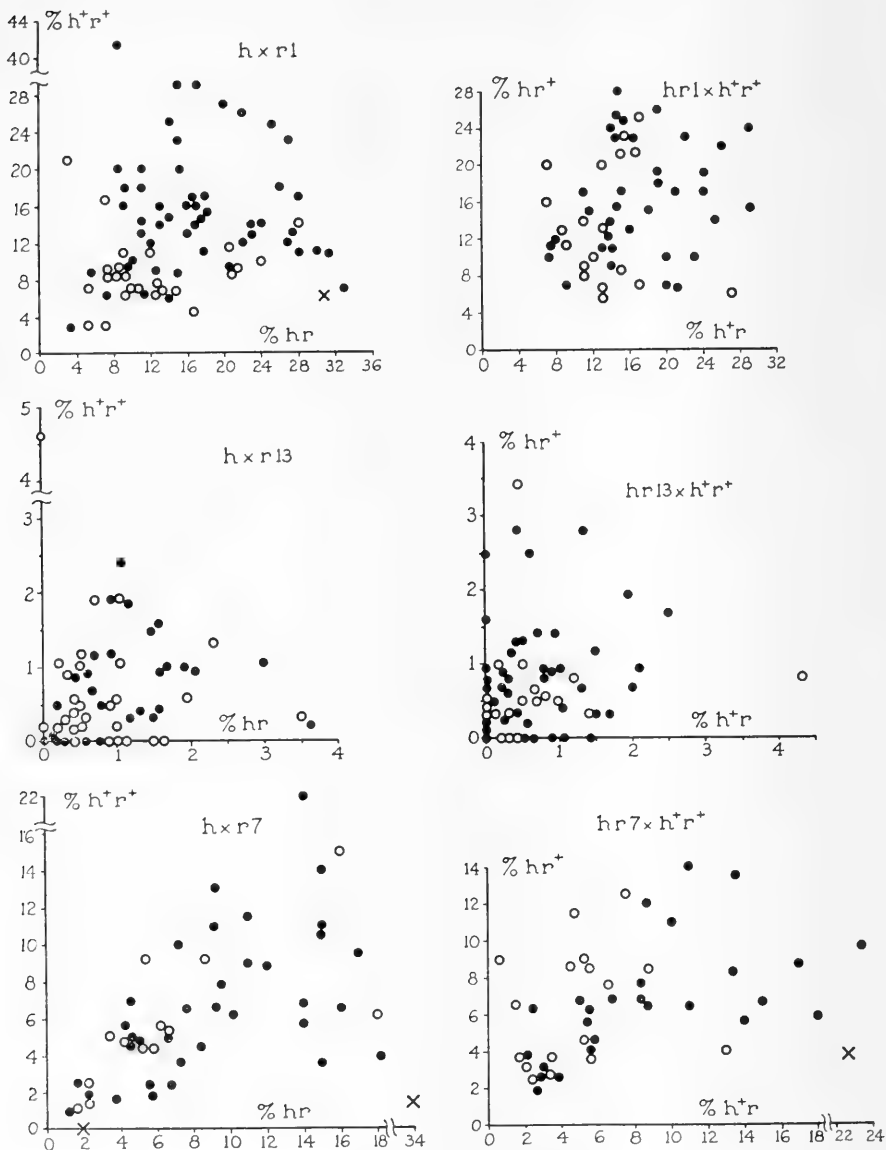 % h⁺r⁺
h x r1
44
40
28
24
20
16
12
8
4
0
% hr
0 4 8 12 16 20 24 28 32 36
% hr⁺
hr1 x h⁺r⁺
28
24
20
16
12
8
4
0
% h⁺r
0 4 8 12 16 20 24 28 32
% h⁺r⁺
h x r13
5
4
3
2
1
0
% hr
0 1 2 3 4
% hr⁺
hr13 x h⁺r⁺
4
3
2
1
0
% h⁺r
0 1 2 3 4 5
% h⁺r⁺
h x r7
22
16
14
12
10
8
6
4
2
0
% hr
0 2 4 6 8 10 12 14 16 18 34
% hr⁺
hr7 x h⁺r⁺
14
12
10
8
6
4
2
0
% h⁺r
0 2 4 6 8 10 12 14 16 18 22 24